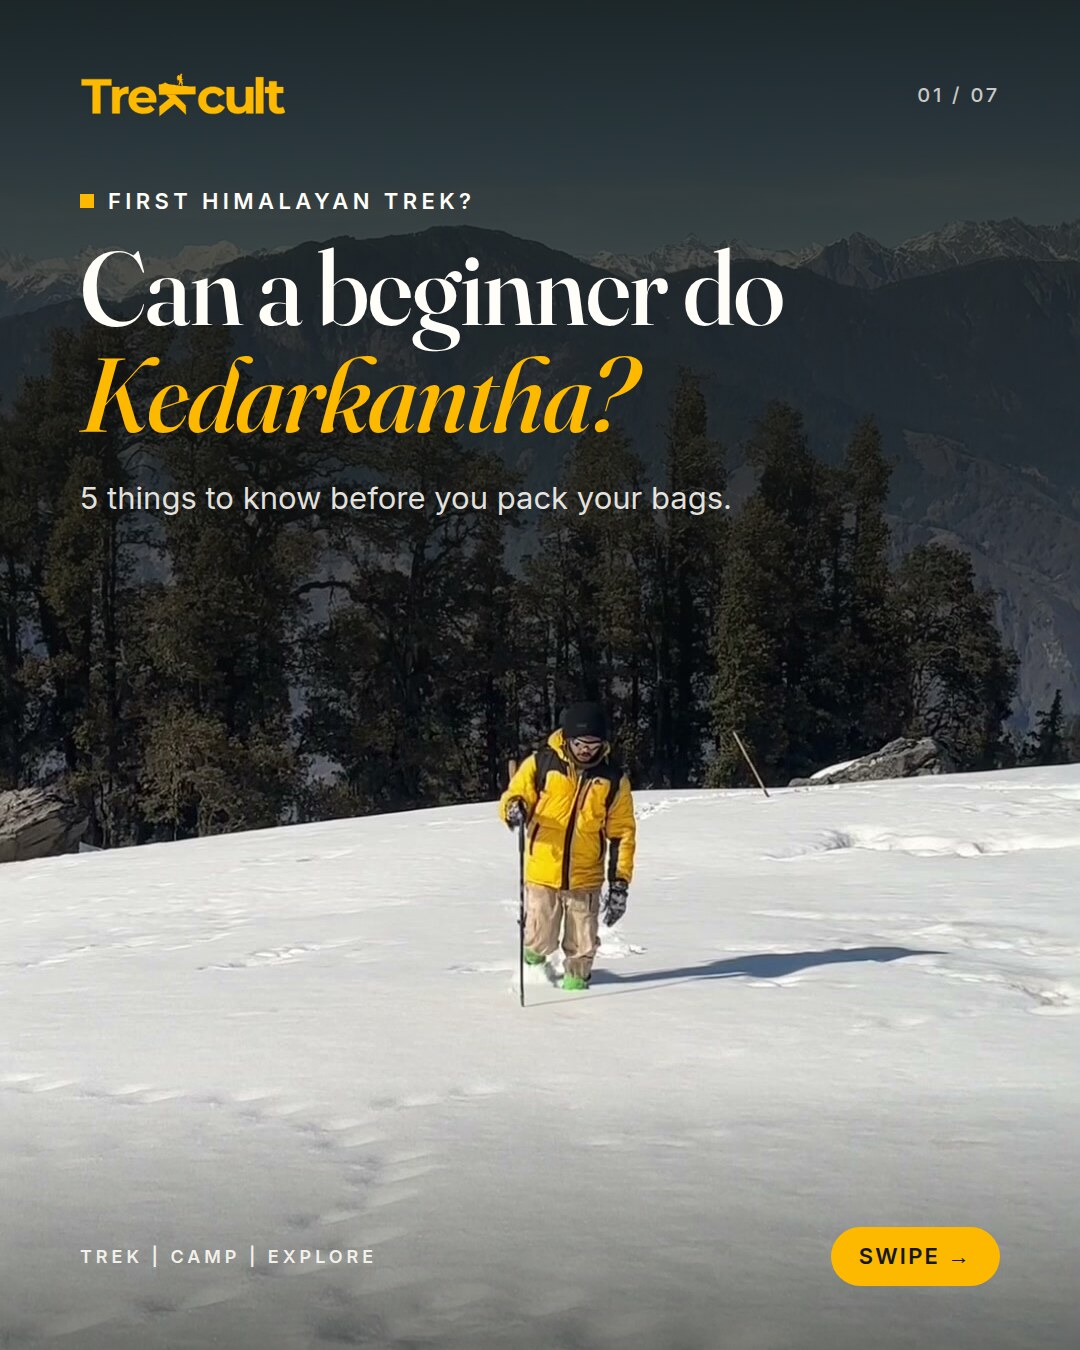 Trekcult
01 / 07
FIRST HIMALAYAN TREK?
Can a beginner do
Kedarkantha?
5 things to know before you pack your bags.
TREK | CAMP | EXPLORE
SWIPE →